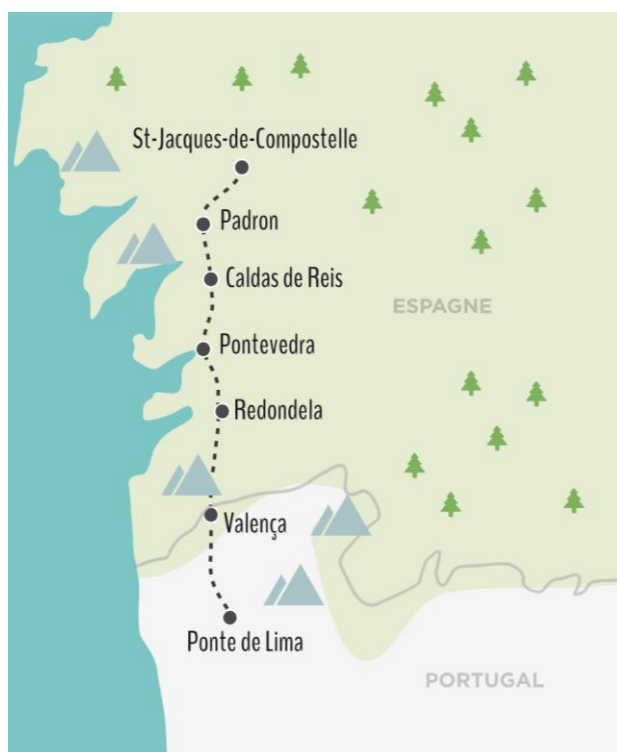 St-Jacques-de-Compostelle
Padron
Caldas de Reis
ESPAGNE
Pontevedra
Redondela
Valença
Ponte de Lima
PORTUGAL